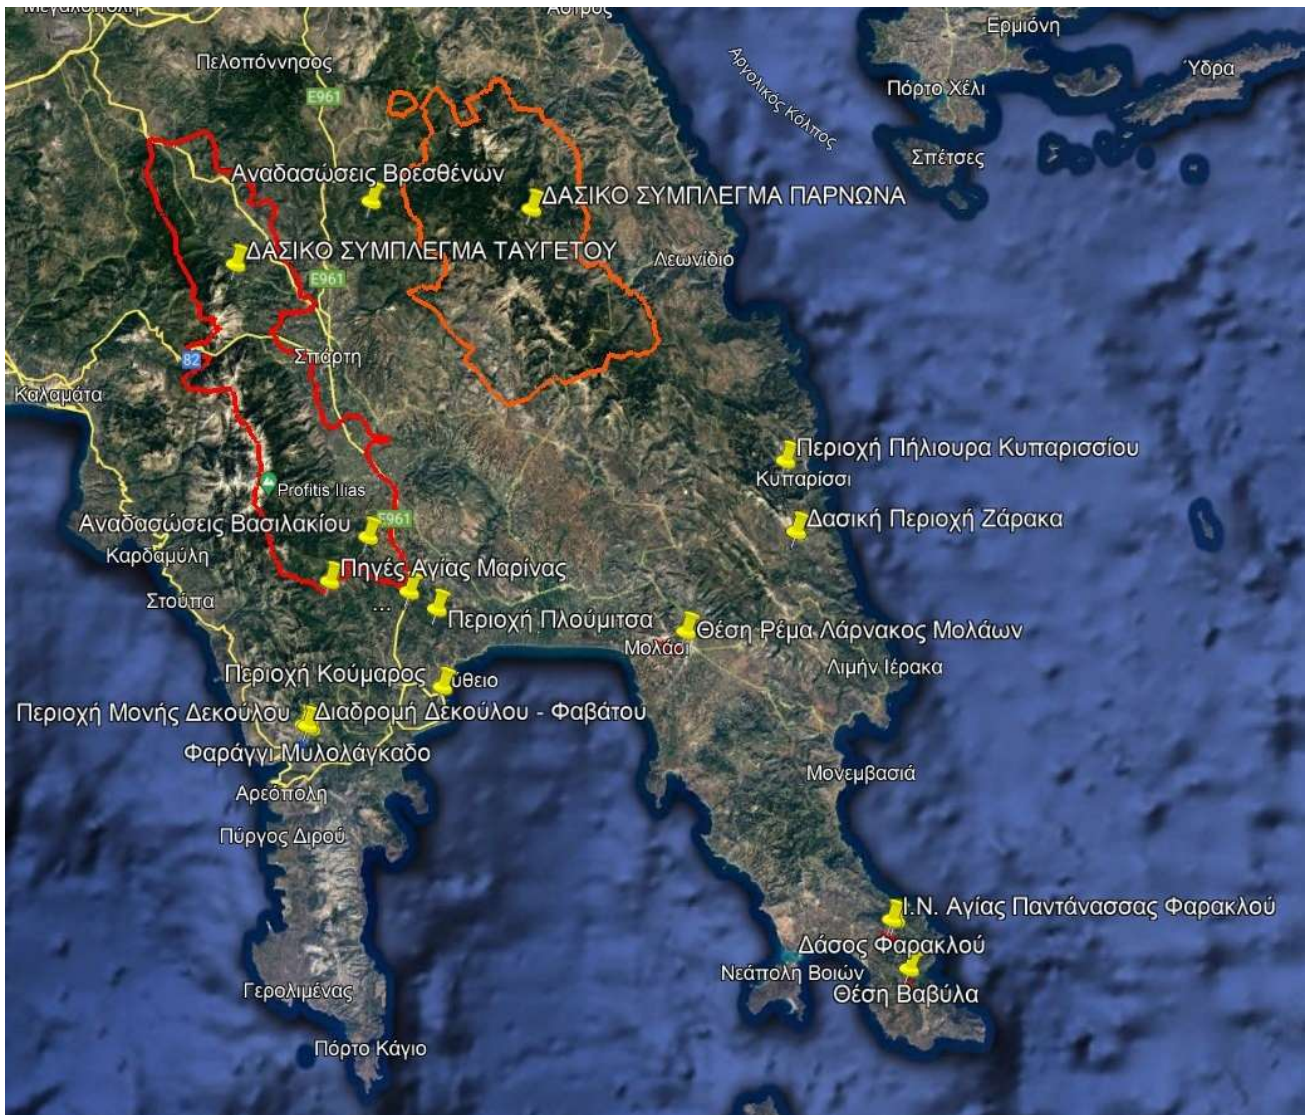 Μεγαλόπολη
Άστρος
Ερμιόνη
Πελοπόννησος
Ύδρα
Αργολικός Κόλπος
Πόρτο Χέλι
E961
Σπέτσες
Αναδασώσεις Βρεσθένων
ΔΑΣΙΚΟ ΣΥΜΠΛΕΓΜΑ ΠΑΡΝΩΝΑ
ΔΑΣΙΚΟ ΣΥΜΠΛΕΓΜΑ ΤΑΥΓΕΤΟΥ
Λεωνίδιο
E961
82
Σπάρτη
Καλαμάτα
Περιοχή Πήλιουρα Κυπαρισσίου
Κυπαρίσσι
Profitis Ilias
Αναδασώσεις Βασιλακίου
E961
Δασική Περιοχή Ζάρακα
Καρδαμύλη
Πηγές Αγίας Μαρίνας
Στούπα
...
Περιοχή Πλούμιτσα
Θέση Ρέμα Λάρνακος Μολάων
Μολάοι
Λιμήν Ιέρακα
Περιοχή Κούμαρος
ύθειο
Περιοχή Μονής Δεκούλου
Διαδρομή Δεκούλου - Φαβάτου
Φαράγγι Μυλολάγκαδο
Μονεμβασιά
Αρεόπολη
Πύργος Διρού
Ι.Ν. Αγίας Παντάνασσας Φαρακλού
Δάσος Φαρακλού
Νεάπολη Βοιών
Γερολιμένας
Θέση Βαβύλα
Πόρτο Κάγιο